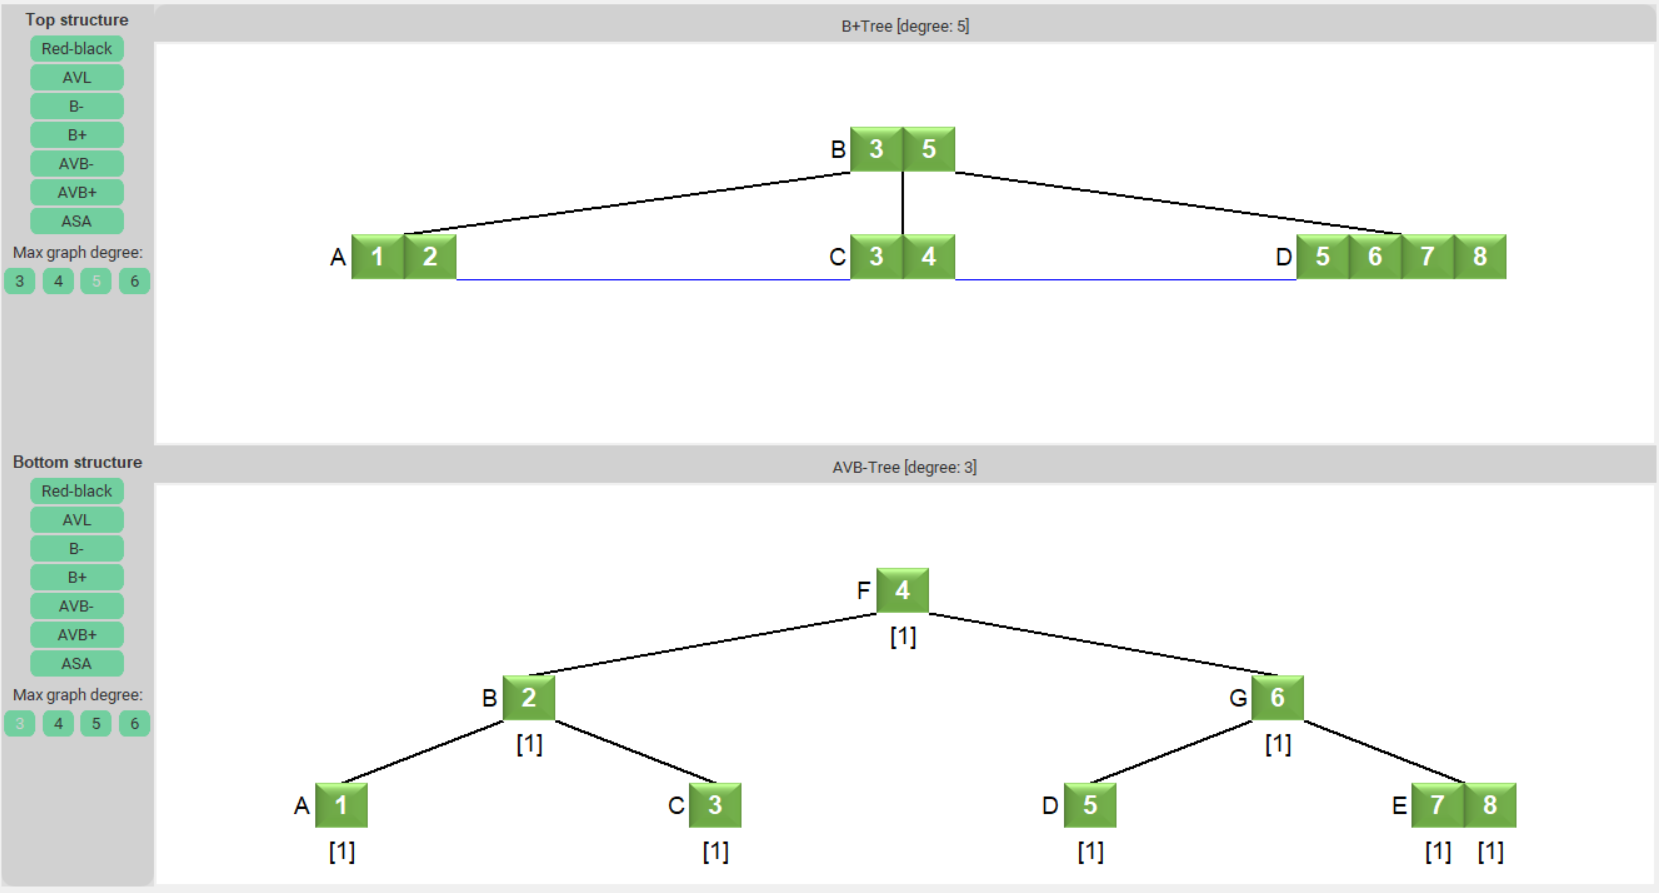 Top structure
Red-black
AVL
B-
B+
AVB-
AVB+
ASA
Max graph degree:
3 4 5 6
B+Tree [degree: 5]
B 3 5
A 1 2 C 3 4 D 5 6 7 8
Bottom structure
Red-black
AVL
B-
B+
AVB-
AVB+
ASA
Max graph degree:
3 4 5 6
AVB-Tree [degree: 3]
F 4
[1]
B 2 G 6
[1] [1]
A 1 C 3 D 5 E 7 8
[1] [1] [1] [1] [1]